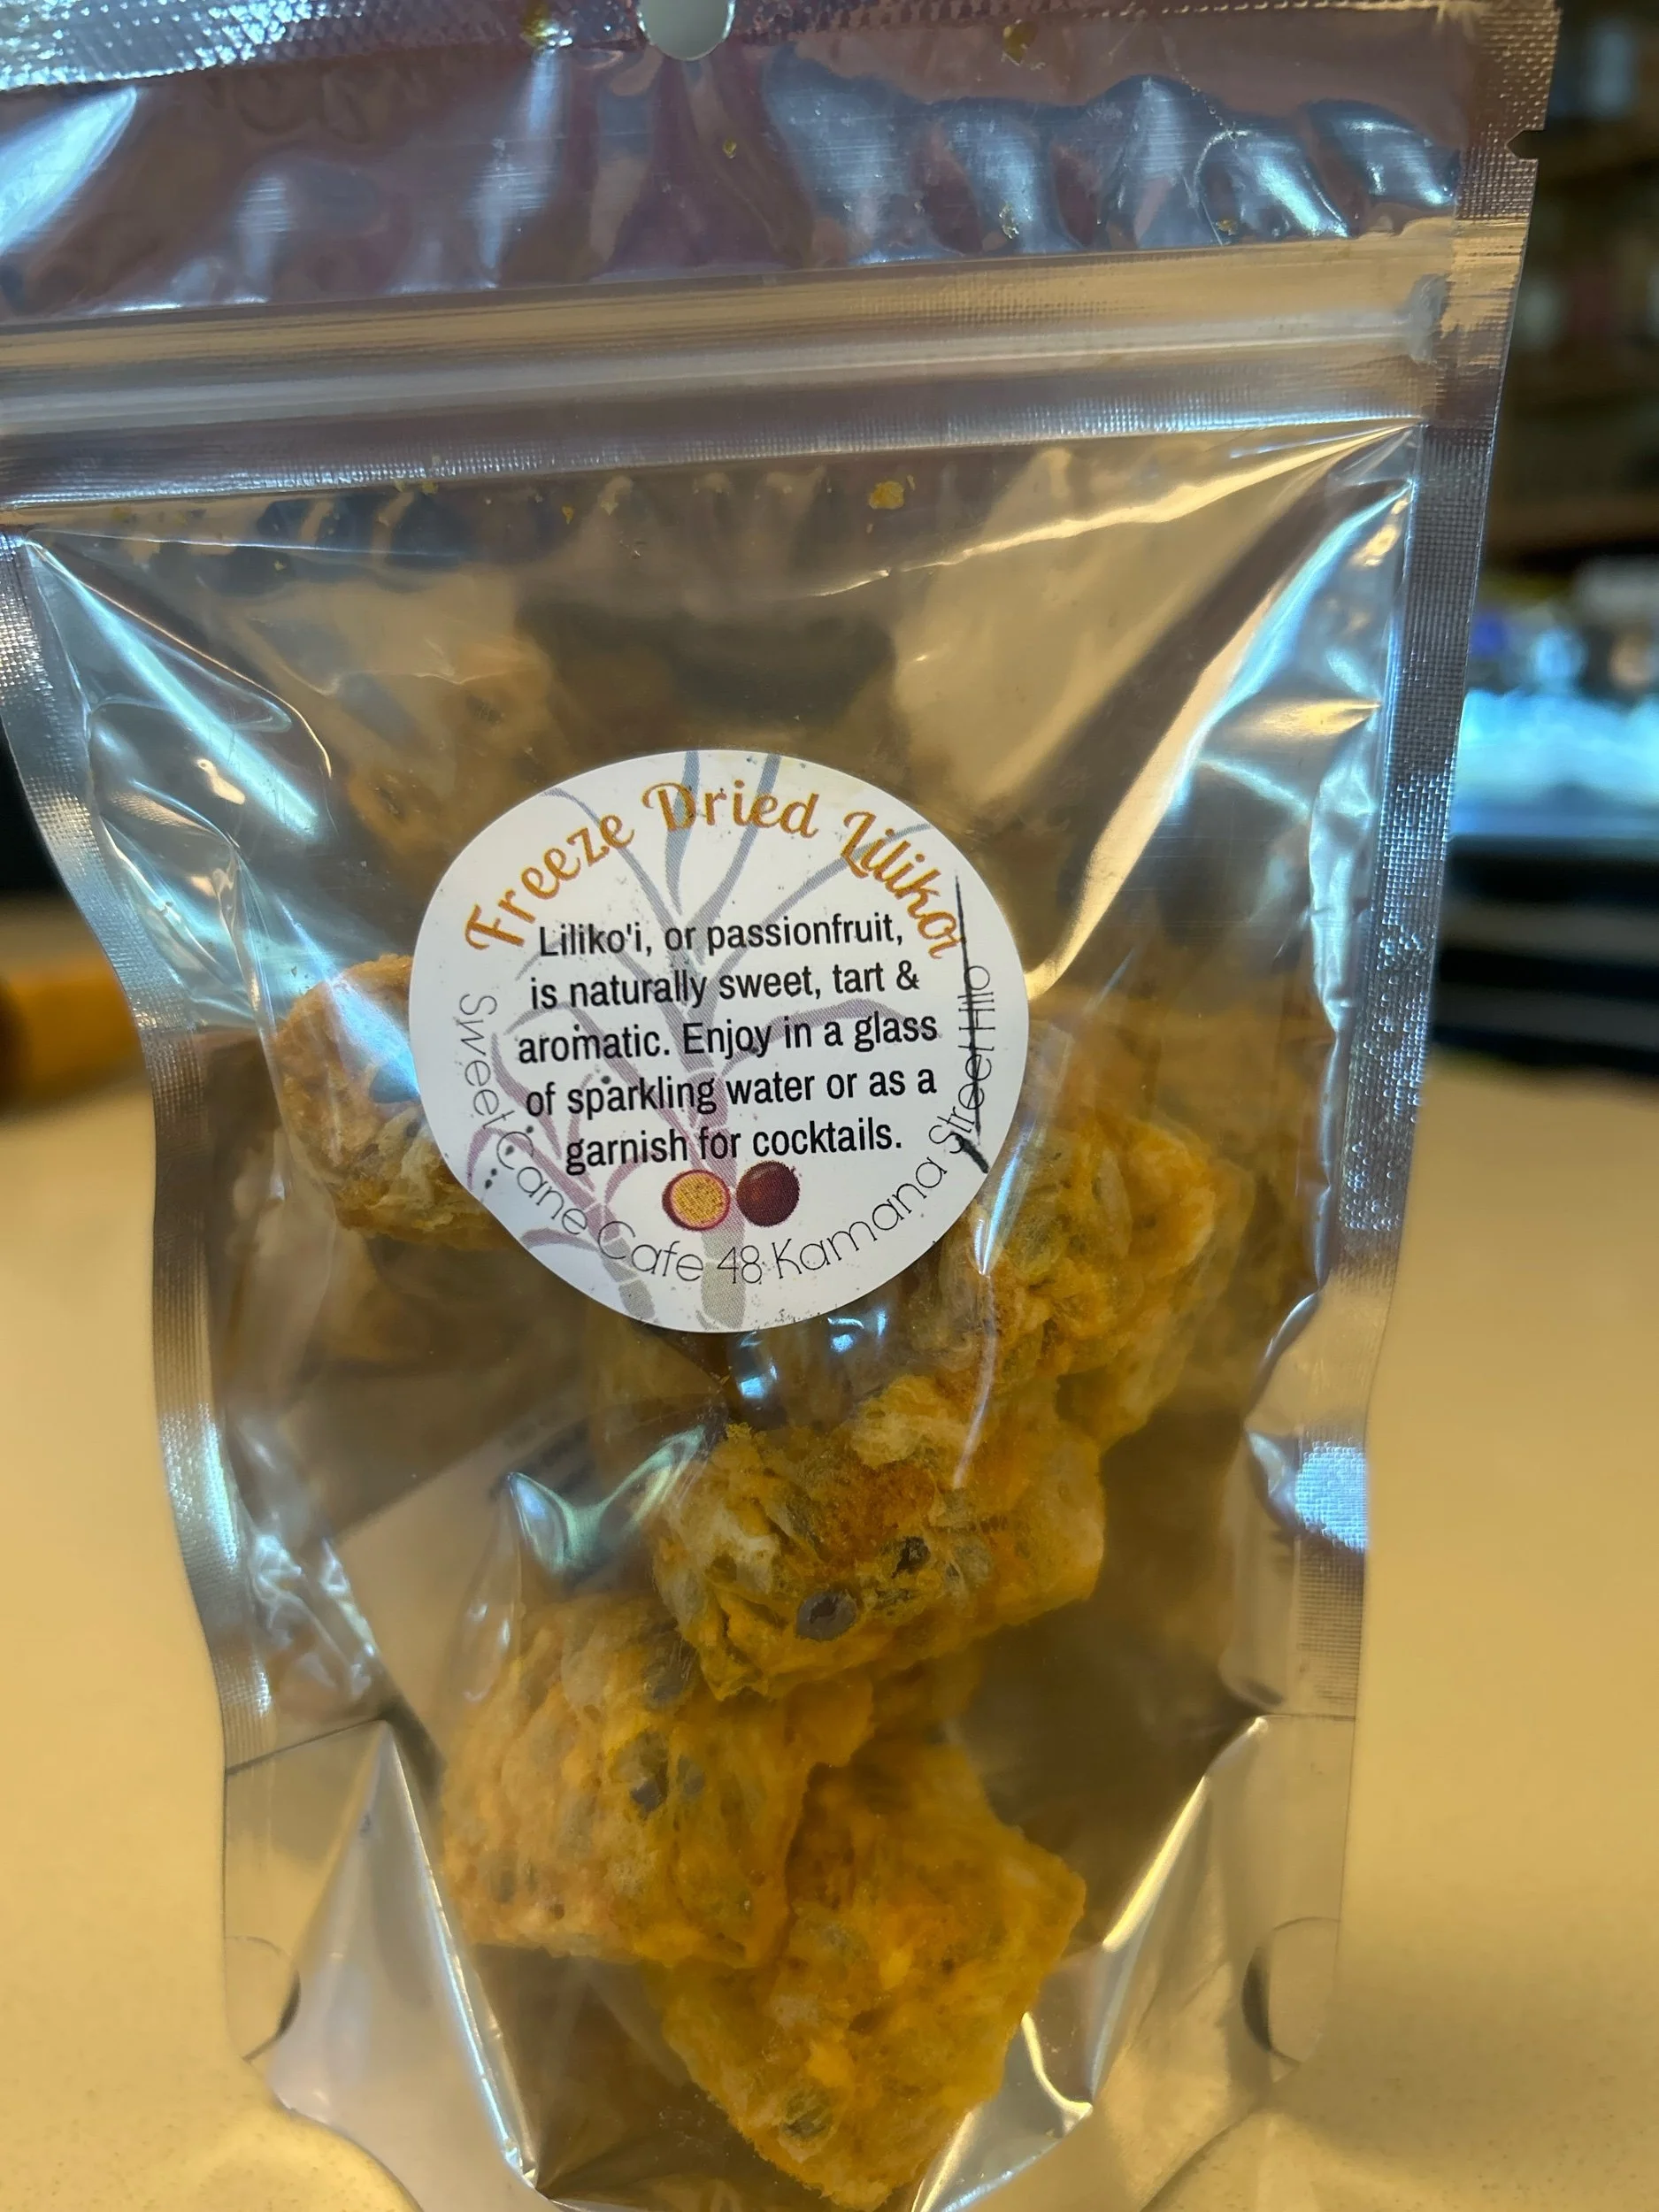 Freeze Dried Lilikoi
Liliko'i, or passionfruit,
is naturally sweet, tart &
aromatic. Enjoy in a glass
of sparkling water or as a
garnish for cocktails.
Sweet Cane Cafe 48 Kamana Street Hilo